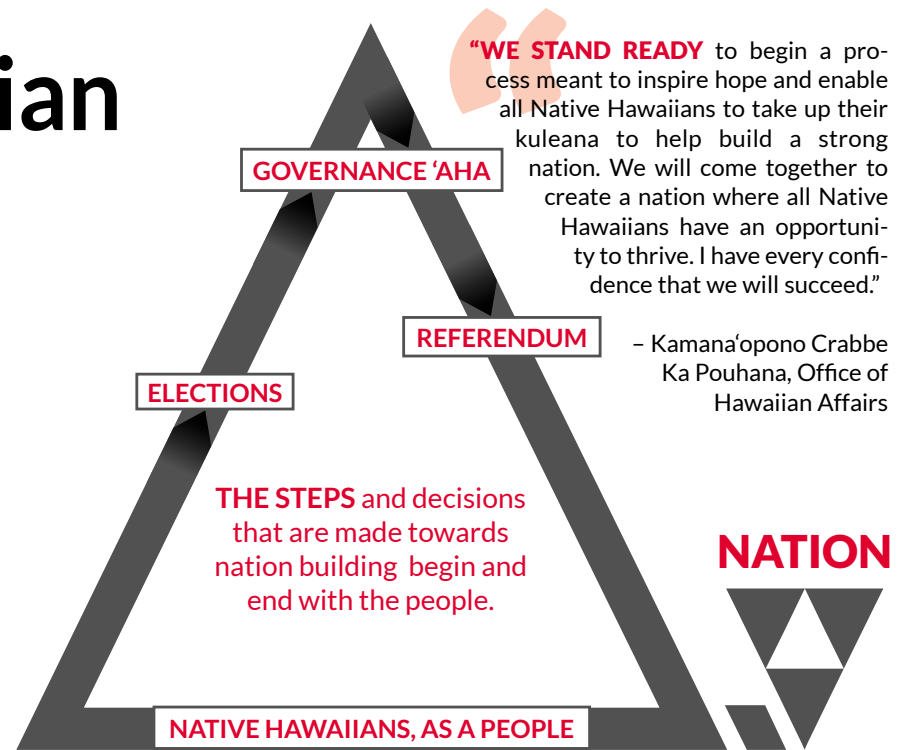 ian
“WE STAND READY to begin a pro-
cess meant to inspire hope and enable
all Native Hawaiians to take up their
kuleana to help build a strong
nation. We will come together to
create a nation where all Native
Hawaiians have an opportuni-
ty to thrive. I have every confi-
dence that we will succeed.”
– Kamana‘opono Crabbe
Ka Pouhana, Office of
Hawaiian Affairs
GOVERNANCE ‘AHA
REFERENDUM
ELECTIONS
THE STEPS and decisions
that are made towards
nation building begin and
end with the people.
NATION
NATIVE HAWAIIANS, AS A PEOPLE